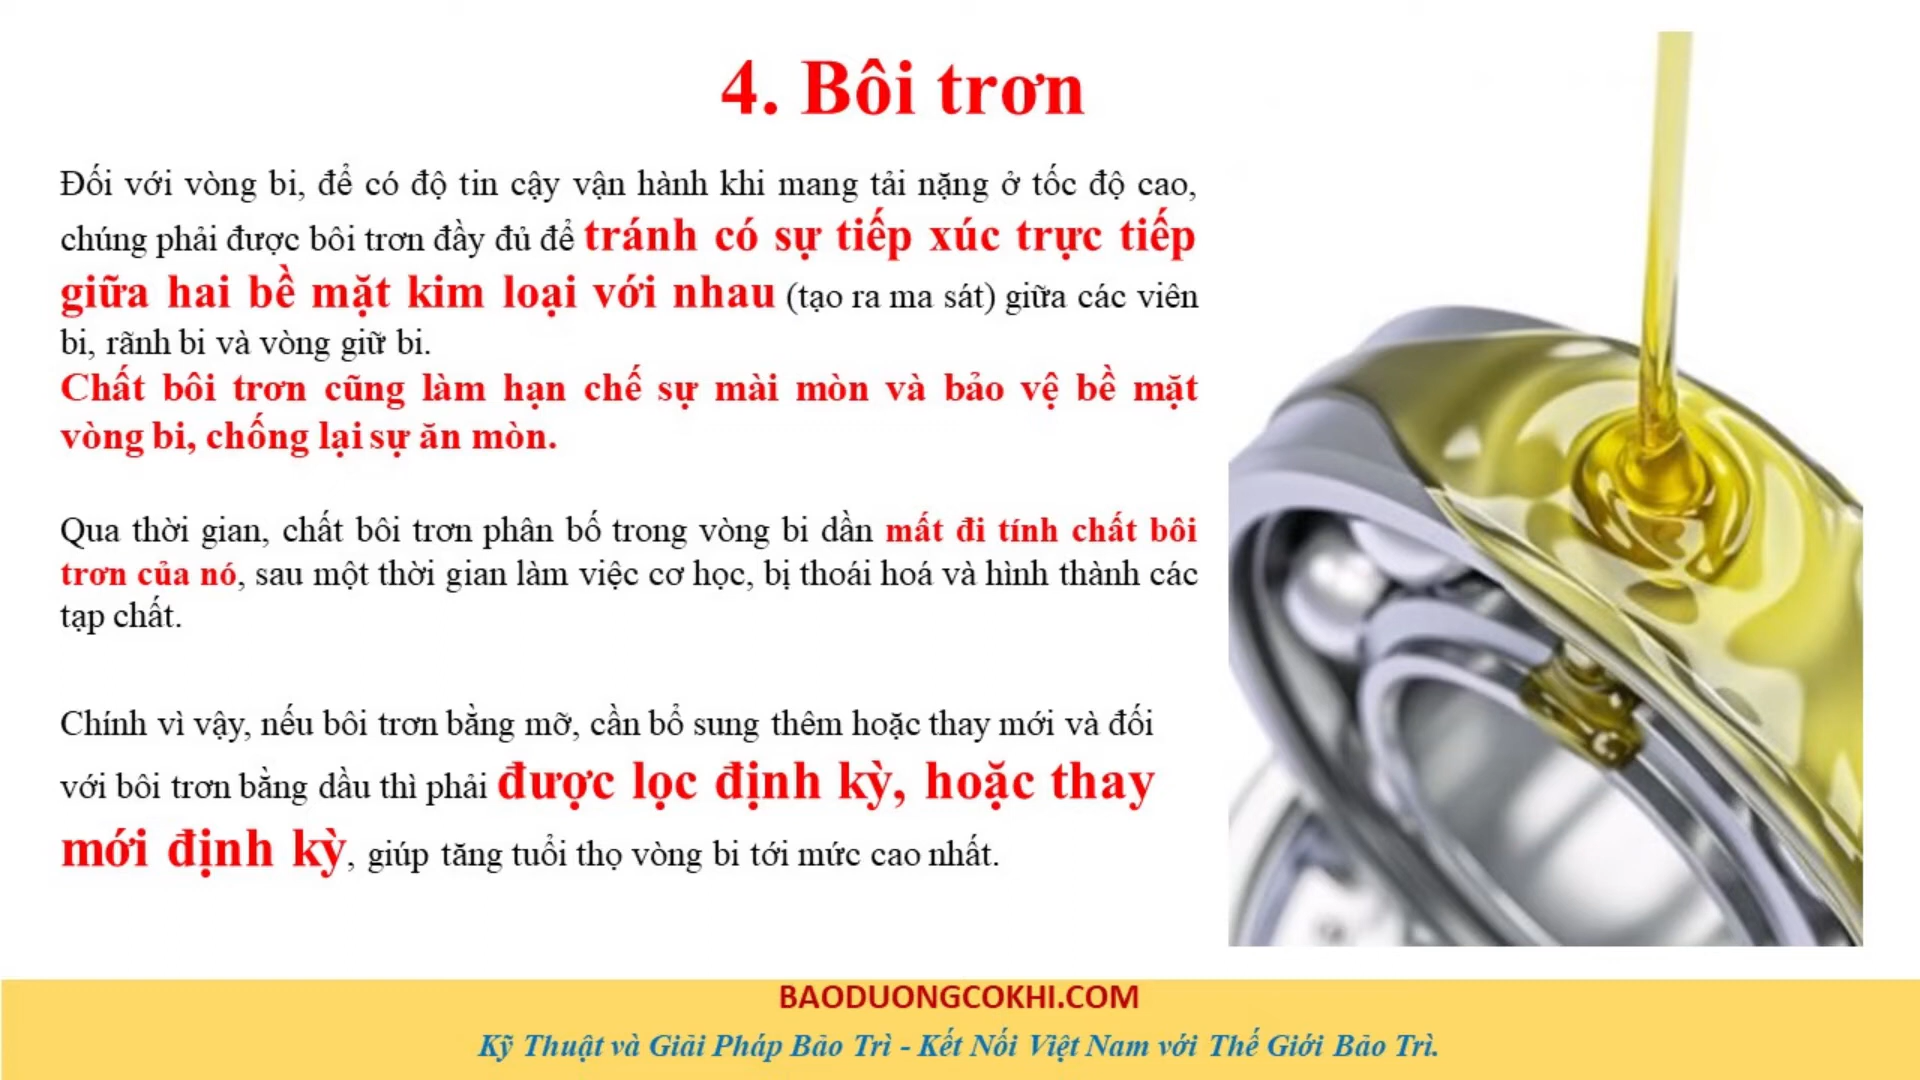 4. Bôi trơn
Đối với vòng bi, để có độ tin cậy vận hành khi mang tải nặng ở tốc độ cao,
chúng phải được bôi trơn đầy đủ để tránh có sự tiếp xúc trực tiếp
giữa hai bề mặt kim loại với nhau (tạo ra ma sát) giữa các viên
bi, rãnh bi và vòng giữ bi.
Chất bôi trơn cũng làm hạn chế sự mài mòn và bảo vệ bề mặt
vòng bi, chống lại sự ăn mòn.
Qua thời gian, chất bôi trơn phân bố trong vòng bi dần mất đi tính chất bôi
trơn của nó, sau một thời gian làm việc cơ học, bị thoái hoá và hình thành các
tạp chất.
Chính vì vậy, nếu bôi trơn bằng mỡ, cần bổ sung thêm hoặc thay mới và đối
với bôi trơn bằng dầu thì phải được lọc định kỳ, hoặc thay
mới định kỳ, giúp tăng tuổi thọ vòng bi tới mức cao nhất.
BAODUONGCOKHI.COM
Kỹ Thuật và Giải Pháp Bảo Trì - Kết Nối Việt Nam với Thế Giới Bảo Trì.